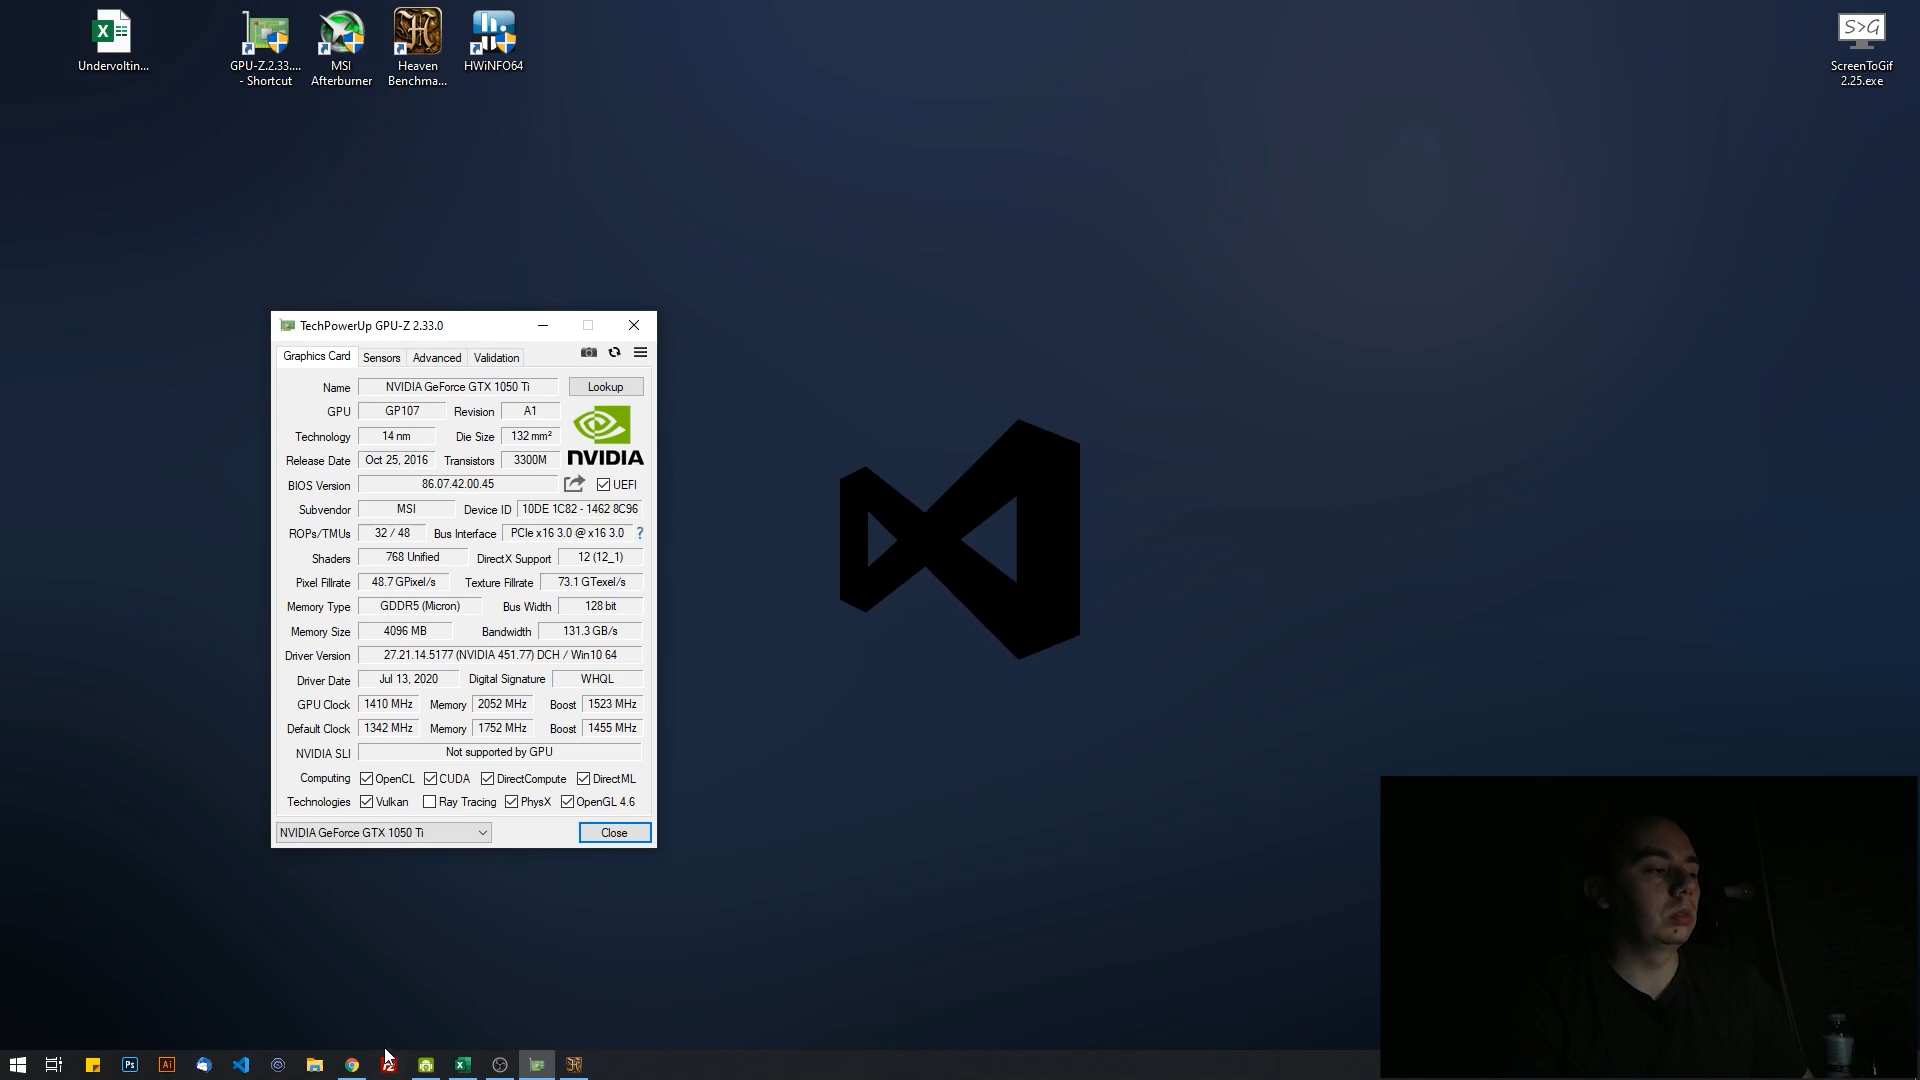 Undervoltin...
GPU-Z.2.33....
- Shortcut
MSI
Afterburner
Heaven
Benchma...
HWiNFO64
S>G
ScreenToGif
2.25.exe
TechPowerUp GPU-Z 2.33.0
Graphics Card Sensors Advanced Validation
Name NVIDIA GeForce GTX 1050 Ti Lookup
GPU GP107 Revision A1
Technology 14 nm Die Size 132 mm²
NVIDIA
Release Date Oct 25, 2016 Transistors 3300M
BIOS Version 86.07.42.00.45 UEFI
Subvendor MSI Device ID 10DE 1C82 - 1462 8C96
ROPs/TMUs 32 / 48 Bus Interface PCIe x16 3.0 @ x16 3.0 ?
Shaders 768 Unified DirectX Support 12 (12_1)
Pixel Fillrate 48.7 GPixel/s Texture Fillrate 73.1 GTexel/s
Memory Type GDDR5 (Micron) Bus Width 128 bit
Memory Size 4096 MB Bandwidth 131.3 GB/s
Driver Version 27.21.14.5177 (NVIDIA 451.77) DCH / Win10 64
Driver Date Jul 13, 2020 Digital Signature WHQL
GPU Clock 1410 MHz Memory 2052 MHz Boost 1523 MHz
Default Clock 1342 MHz Memory 1752 MHz Boost 1455 MHz
NVIDIA SLI Not supported by GPU
Computing OpenCL CUDA DirectCompute DirectML
Technologies Vulkan Ray Tracing PhysX OpenGL 4.6
NVIDIA GeForce GTX 1050 Ti Close
Ps Ai